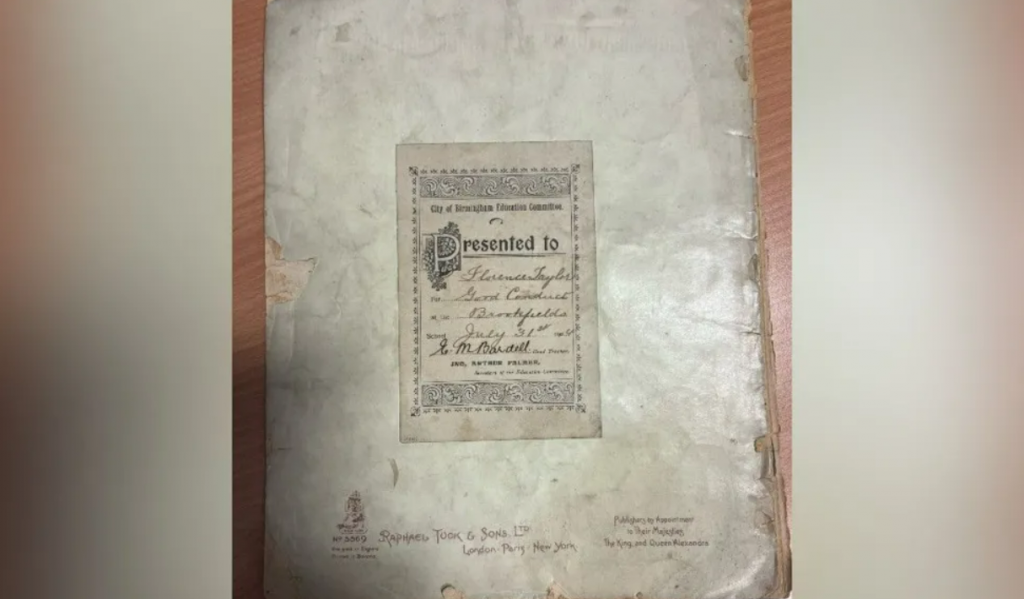 City of Birmingham Education Committee.
Presented to
Florence Taylor
For Good Conduct
at the Brookfields
School July 31st
E. M. Bardell Head Teacher.
JNO. ARTHUR PALMER,
Secretary of the Education Committee.
No 5569
RAPHAEL TUCK & SONS, LTD
London - Paris - New York
Publishers by Appointment
to Their Majesties
The King and Queen Alexandra